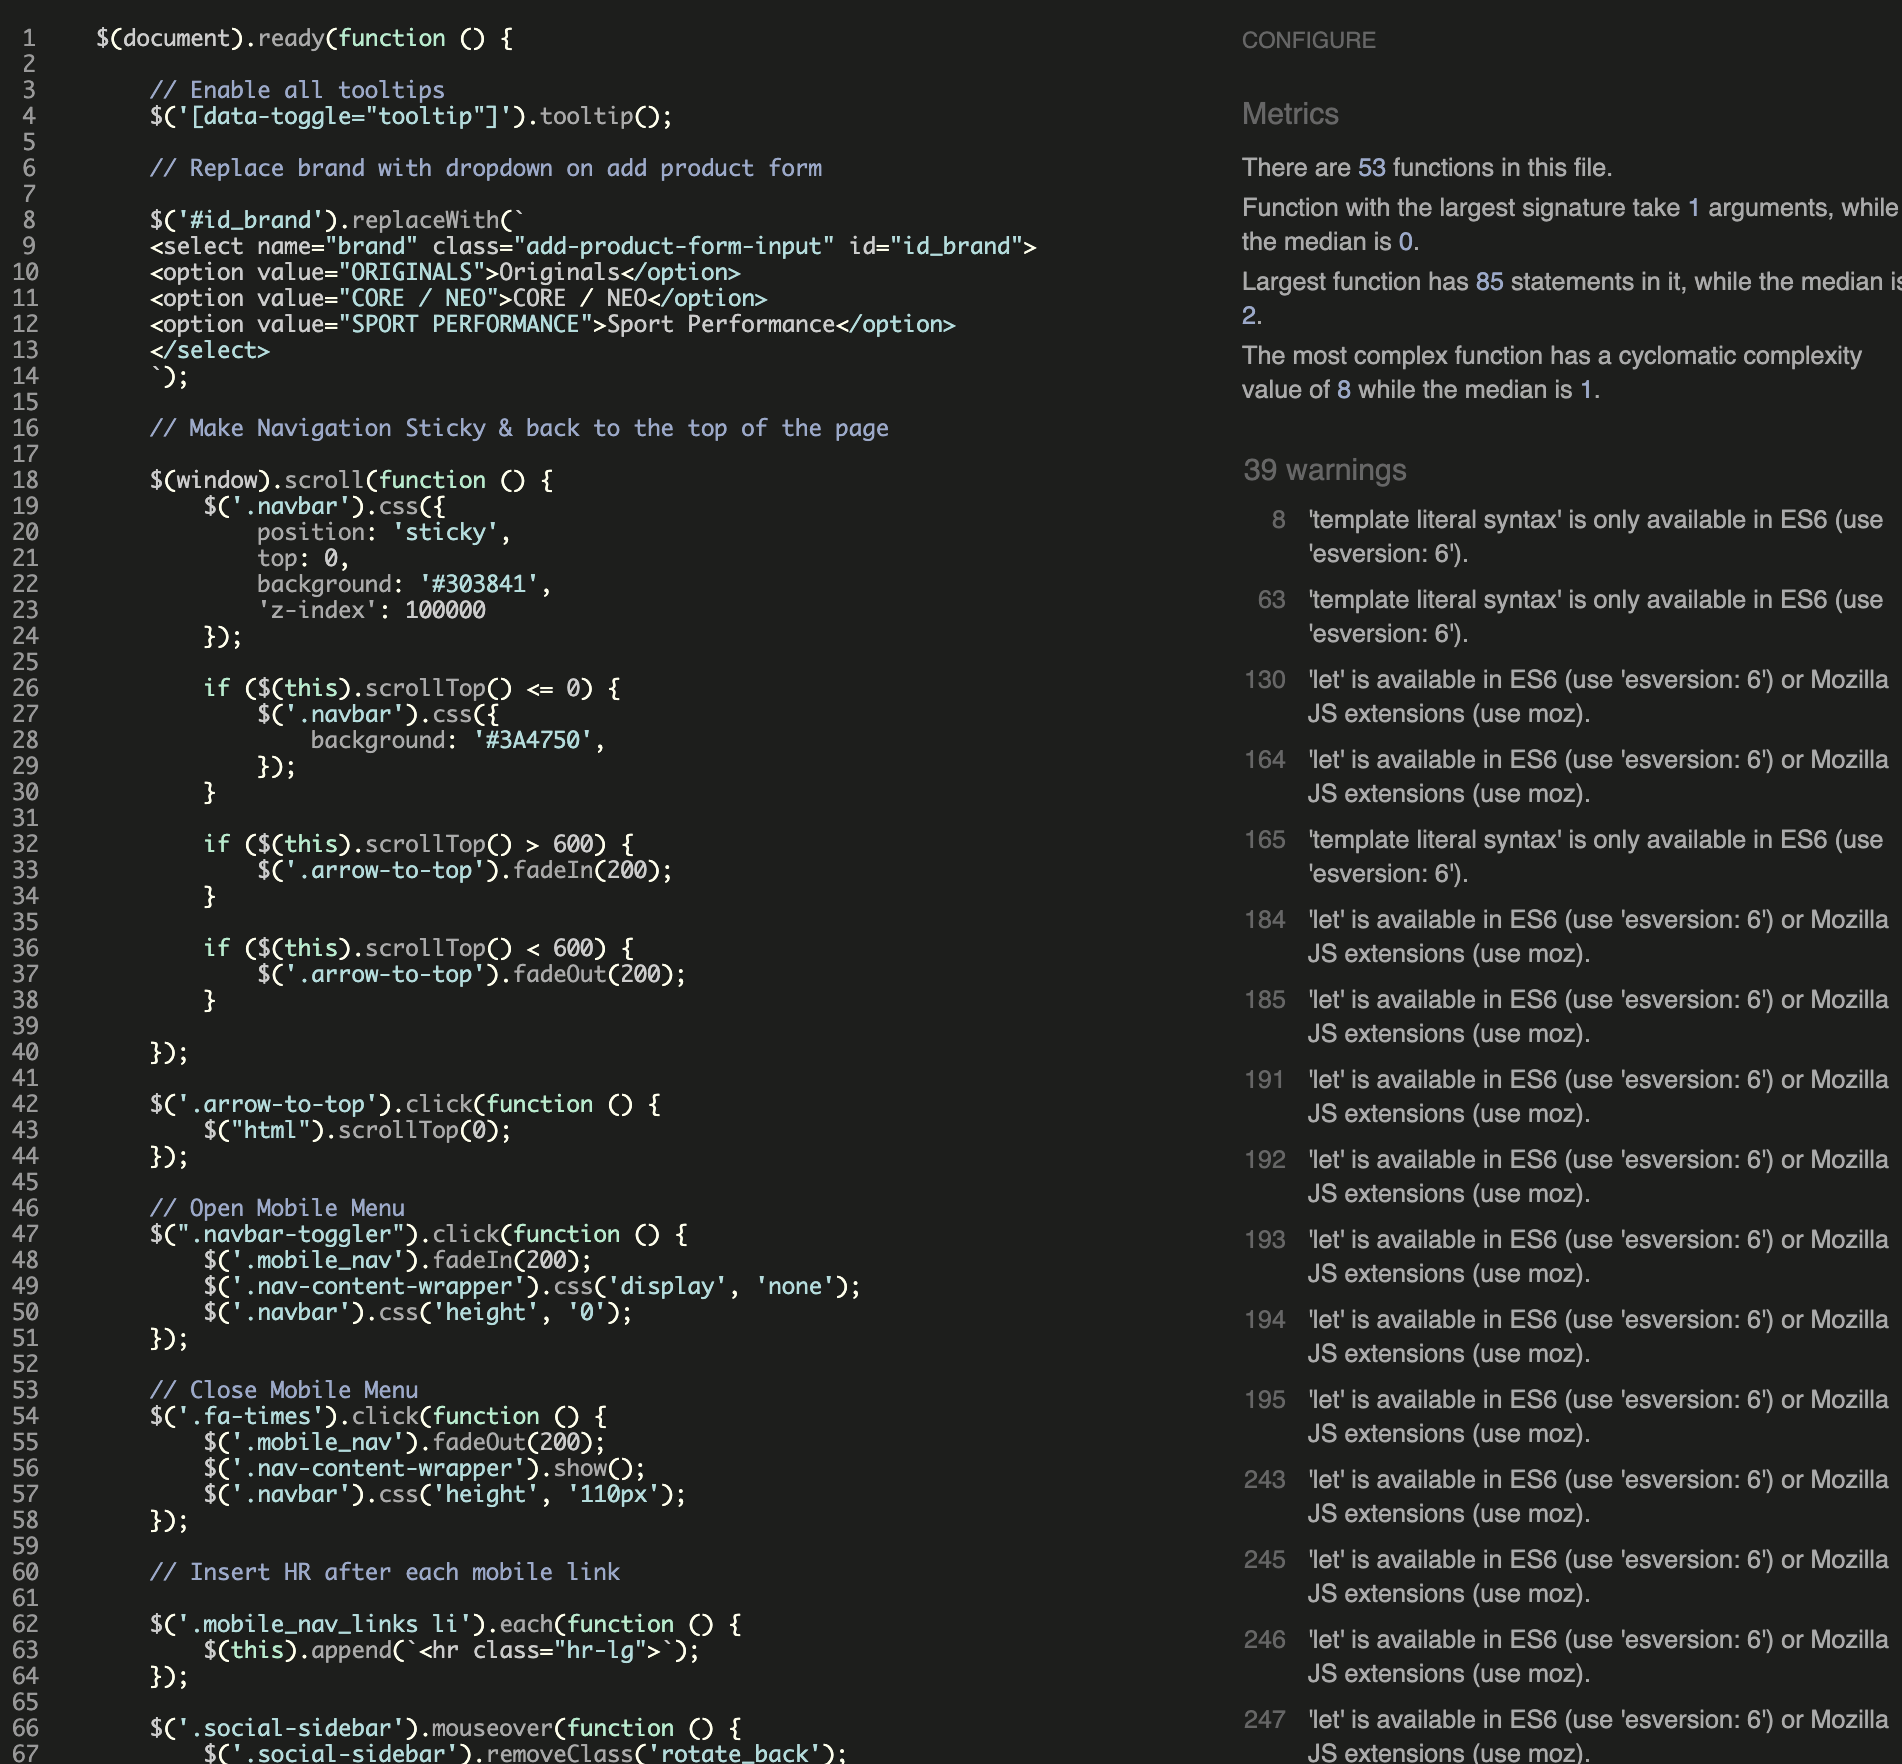 1 $(document).ready(function () {
2
3 // Enable all tooltips
4 $('[data-toggle="tooltip"]').tooltip();
5
6 // Replace brand with dropdown on add product form
7
8 $('#id_brand').replaceWith(`
9 <select name="brand" class="add-product-form-input" id="id_brand">
10 <option value="ORIGINALS">Originals</option>
11 <option value="CORE / NEO">CORE / NEO</option>
12 <option value="SPORT PERFORMANCE">Sport Performance</option>
13 </select>
14 `);
15
16 // Make Navigation Sticky & back to the top of the page
17
18 $(window).scroll(function () {
19 $('.navbar').css({
20 position: 'sticky',
21 top: 0,
22 background: '#303841',
23 'z-index': 100000
24 });
25
26 if ($(this).scrollTop() <= 0) {
27 $('.navbar').css({
28 background: '#3A4750',
29 });
30 }
31
32 if ($(this).scrollTop() > 600) {
33 $('.arrow-to-top').fadeIn(200);
34 }
35
36 if ($(this).scrollTop() < 600) {
37 $('.arrow-to-top').fadeOut(200);
38 }
39
40 });
41
42 $('.arrow-to-top').click(function () {
43 $("html").scrollTop(0);
44 });
45
46 // Open Mobile Menu
47 $(".navbar-toggler").click(function () {
48 $('.mobile_nav').fadeIn(200);
49 $('.nav-content-wrapper').css('display', 'none');
50 $('.navbar').css('height', '0');
51 });
52
53 // Close Mobile Menu
54 $('.fa-times').click(function () {
55 $('.mobile_nav').fadeOut(200);
56 $('.nav-content-wrapper').show();
57 $('.navbar').css('height', '110px');
58 });
59
60 // Insert HR after each mobile link
61
62 $('.mobile_nav_links li').each(function () {
63 $(this).append(`<hr class="hr-lg">`);
64 });
65
66 $('.social-sidebar').mouseover(function () {
67 $('.social-sidebar').removeClass('rotate_back');
CONFIGURE
Metrics
There are 53 functions in this file.
Function with the largest signature take 1 arguments, while
the median is 0.
Largest function has 85 statements in it, while the median is
2.
The most complex function has a cyclomatic complexity
value of 8 while the median is 1.
39 warnings
8 'template literal syntax' is only available in ES6 (use
'esversion: 6').
63 'template literal syntax' is only available in ES6 (use
'esversion: 6').
130 'let' is available in ES6 (use 'esversion: 6') or Mozilla
JS extensions (use moz).
164 'let' is available in ES6 (use 'esversion: 6') or Mozilla
JS extensions (use moz).
165 'template literal syntax' is only available in ES6 (use
'esversion: 6').
184 'let' is available in ES6 (use 'esversion: 6') or Mozilla
JS extensions (use moz).
185 'let' is available in ES6 (use 'esversion: 6') or Mozilla
JS extensions (use moz).
191 'let' is available in ES6 (use 'esversion: 6') or Mozilla
JS extensions (use moz).
192 'let' is available in ES6 (use 'esversion: 6') or Mozilla
JS extensions (use moz).
193 'let' is available in ES6 (use 'esversion: 6') or Mozilla
JS extensions (use moz).
194 'let' is available in ES6 (use 'esversion: 6') or Mozilla
JS extensions (use moz).
195 'let' is available in ES6 (use 'esversion: 6') or Mozilla
JS extensions (use moz).
243 'let' is available in ES6 (use 'esversion: 6') or Mozilla
JS extensions (use moz).
245 'let' is available in ES6 (use 'esversion: 6') or Mozilla
JS extensions (use moz).
246 'let' is available in ES6 (use 'esversion: 6') or Mozilla
JS extensions (use moz).
247 'let' is available in ES6 (use 'esversion: 6') or Mozilla
JS extensions (use moz).